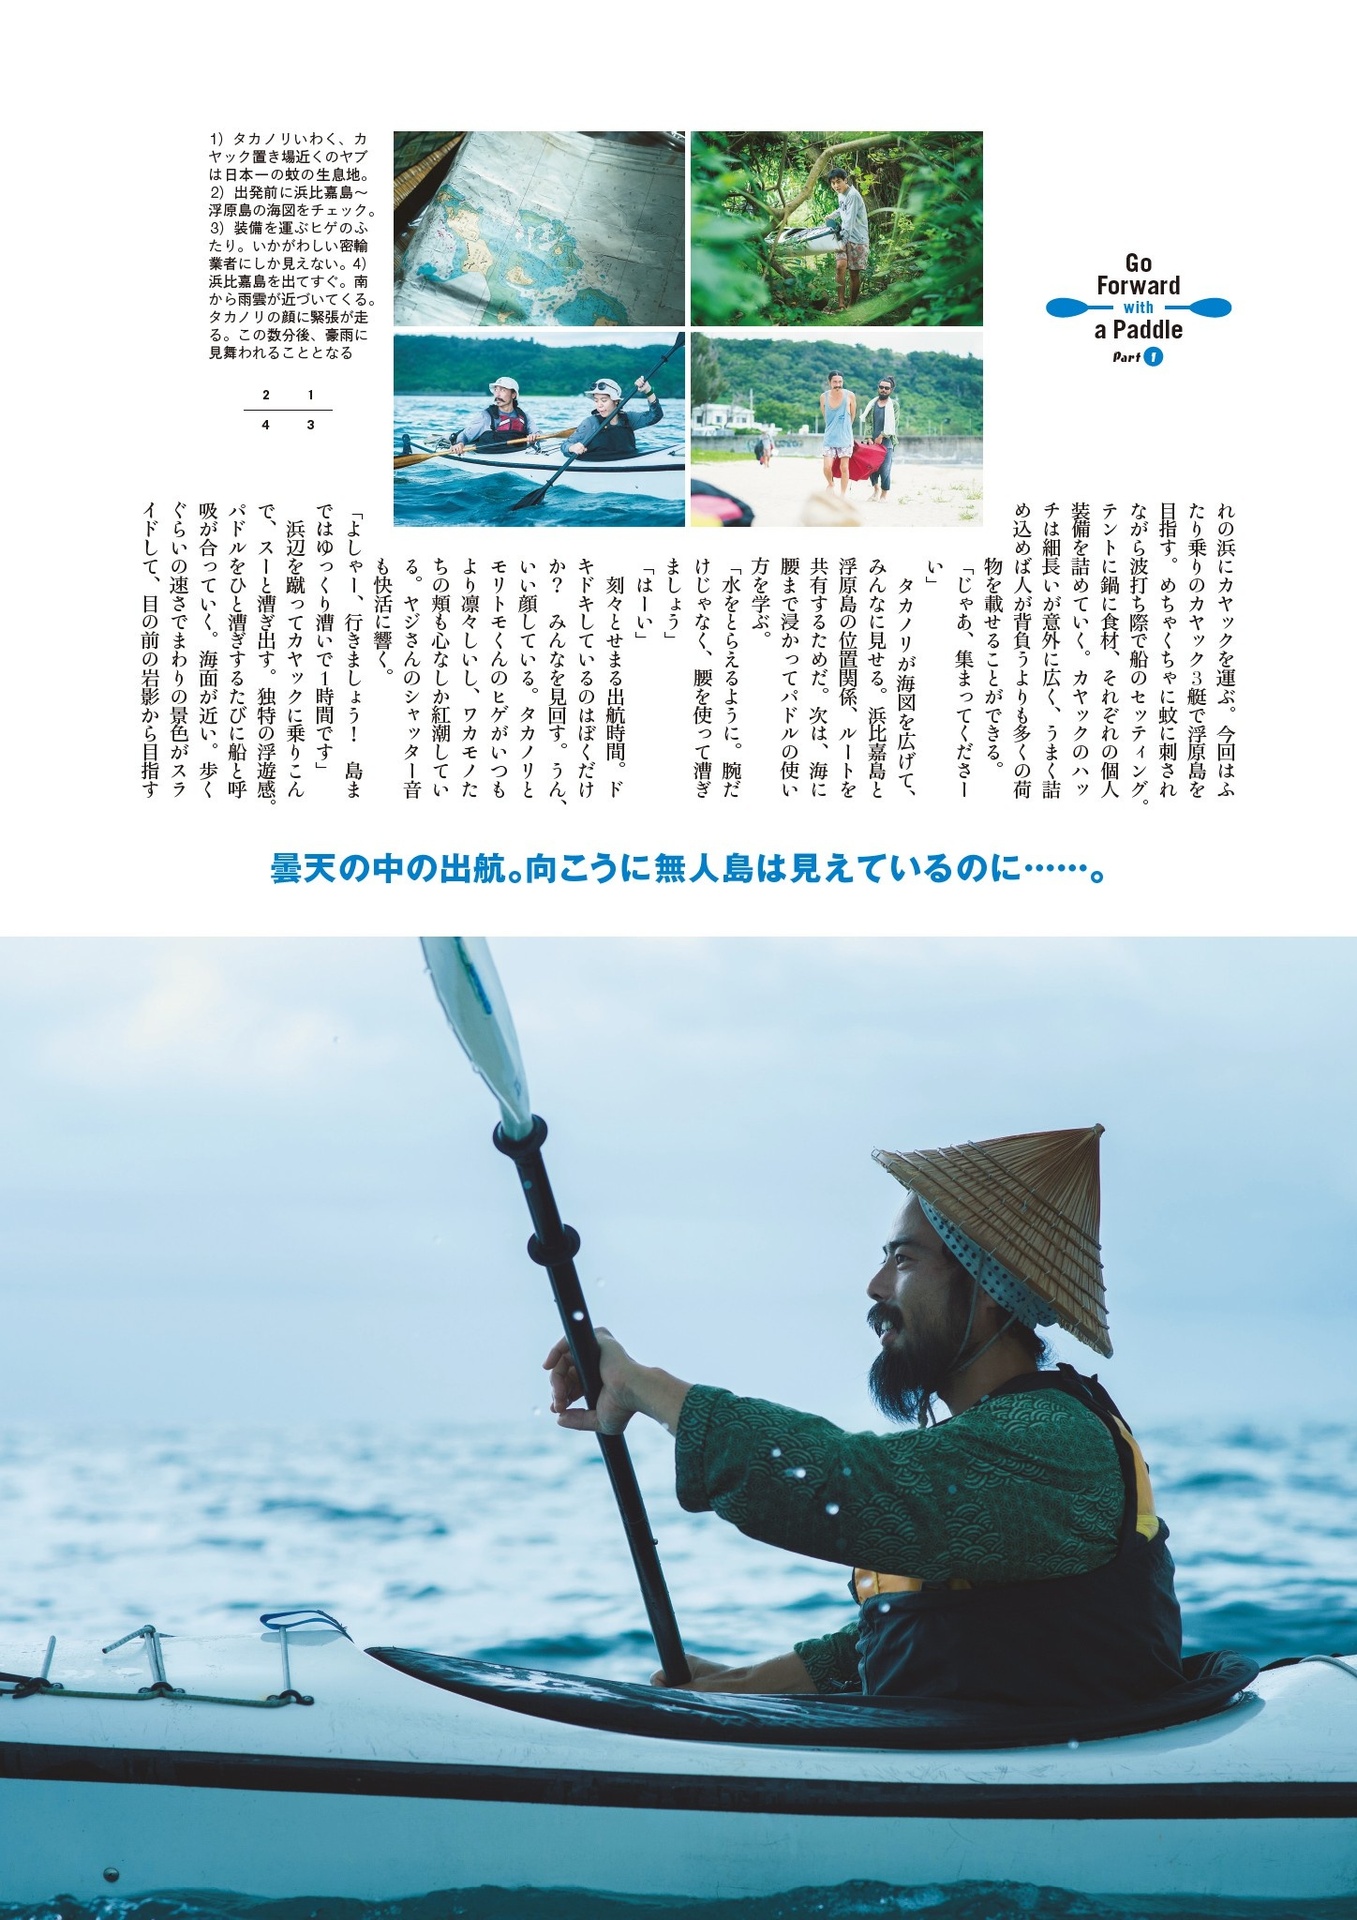 1）タカノリいわく、カ
ヤック置き場近くのヤブ
は日本一の蚊の生息地。
2）出発前に浜比嘉島～
浮原島の海図をチェック。
3）装備を運ぶヒゲのふ
たり。いかがわしい密輸
業者にしか見えない。4）
浜比嘉島を出てすぐ。南
から雨雲が近づいてくる。
タカノリの顔に緊張が走
る。この数分後、豪雨に
見舞われることとなる
2 1
4 3
Go
Forward
with
a Paddle
Part 1
れの浜にカヤックを運ぶ。今回はふ
たり乗りのカヤック3艇で浮原島を
目指す。めちゃくちゃに蚊に刺され
ながら波打ち際で船のセッティング。
テントに鍋に食材、それぞれの個人
装備を詰めていく。カヤックのハッ
チは細長いが意外に広く、うまく詰
め込めば人が背負うよりも多くの荷
物を載せることができる。
「じゃあ、集まってくださー
い」
タカノリが海図を広げて、
みんなに見せる。浜比嘉島と
浮原島の位置関係、ルートを
共有するためだ。次は、海に
腰まで浸かってパドルの使い
方を学ぶ。
「水をとらえるように。腕だ
けじゃなく、腰を使って漕ぎ
ましょう」
「はーい」
刻々とせまる出航時間。ド
キドキしているのはぼくだけ
か？　みんなを見回す。うん、
いい顔している。タカノリと
モリトモくんのヒゲがいつも
より凛々しいし、ワカモノた
ちの頬も心なしか紅潮してい
る。ヤジさんのシャッター音
も快活に響く。
「よしゃー、行きましょう！　島ま
ではゆっくり漕いで1時間です」
浜辺を蹴ってカヤックに乗りこん
で、スーと漕ぎ出す。独特の浮遊感。
パドルをひと漕ぎするたびに船と呼
吸が合っていく。海面が近い。歩く
ぐらいの速さでまわりの景色がスラ
イドして、目の前の岩影から目指す
曇天の中の出航。向こうに無人島は見えているのに……。